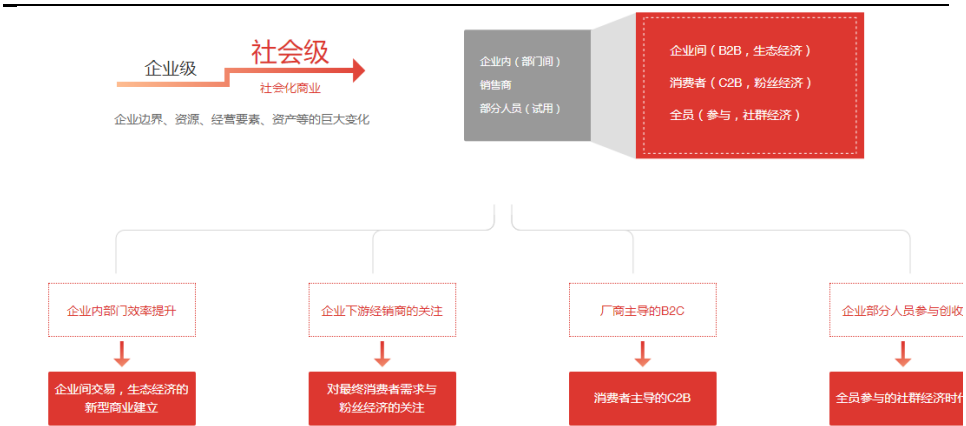 企业级
社会级
社会化商业
企业边界、资源、经营要素、资产等的巨大变化
企业内（部门间）
销售商
部分人员（试用）
企业间（B2B，生态经济）
消费者（C2B，粉丝经济）
全员（参与，社群经济）
企业内部门效率提升
企业下游经销商的关注
厂商主导的B2C
企业部分人员参与创收
企业间交易，生态经济的
新型商业建立
对最终消费者需求与
粉丝经济的关注
消费者主导的C2B
全员参与的社群经济时